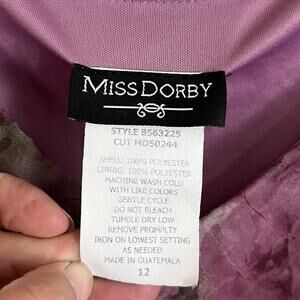 MISS DORBY
STYLE 8563225
CUT MD50244
SHELL: 100% POLYESTER
LINING: 100% POLYESTER
MACHINE WASH COLD
WITH LIKE COLORS
GENTLE CYCLE
DO NOT BLEACH
TUMBLE DRY LOW
REMOVE PROMPLTY
IRON ON LOWEST SETTING
AS NEEDED
MADE IN GUATEMALA
12